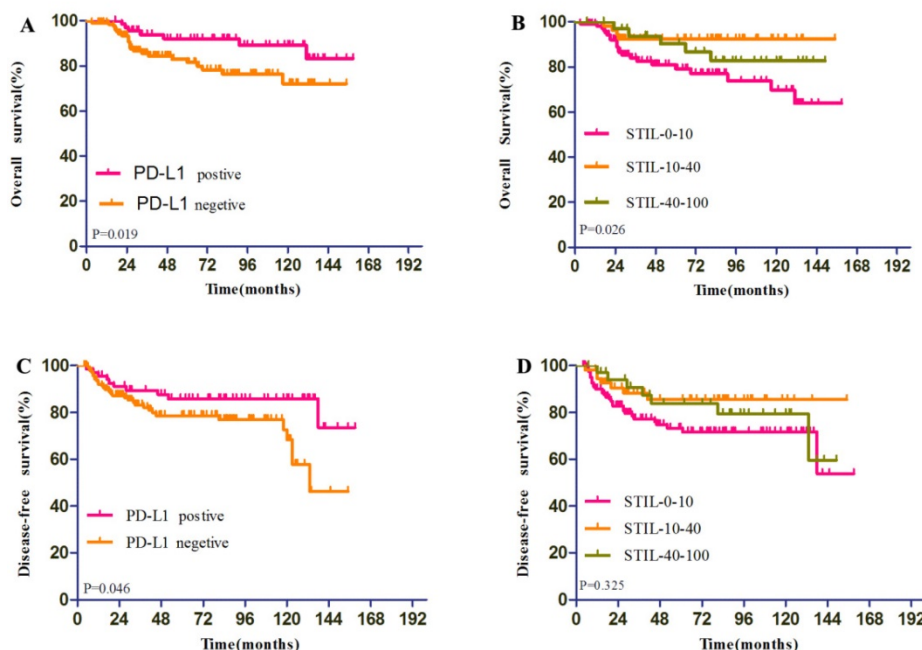 A
Overall survival(%)
100
80
60
40
20
0
PD-L1 postive
PD-L1 negetive
P=0.019
0 24 48 72 96 120 144 168 192
Time(months)
B
Overall Survival(%)
100
80
60
40
20
0
STIL-0-10
STIL-10-40
STIL-40-100
P=0.026
0 24 48 72 96 120 144 168 192
Time(months)
C
Disease-free survival(%)
100
80
60
40
20
0
PD-L1 postive
PD-L1 negetive
P=0.046
0 24 48 72 96 120 144 168 192
Time(months)
D
Disease-free survival(%)
100
80
60
40
20
0
STIL-0-10
STIL-10-40
STIL-40-100
P=0.325
0 24 48 72 96 120 144 168 192
Time(months)